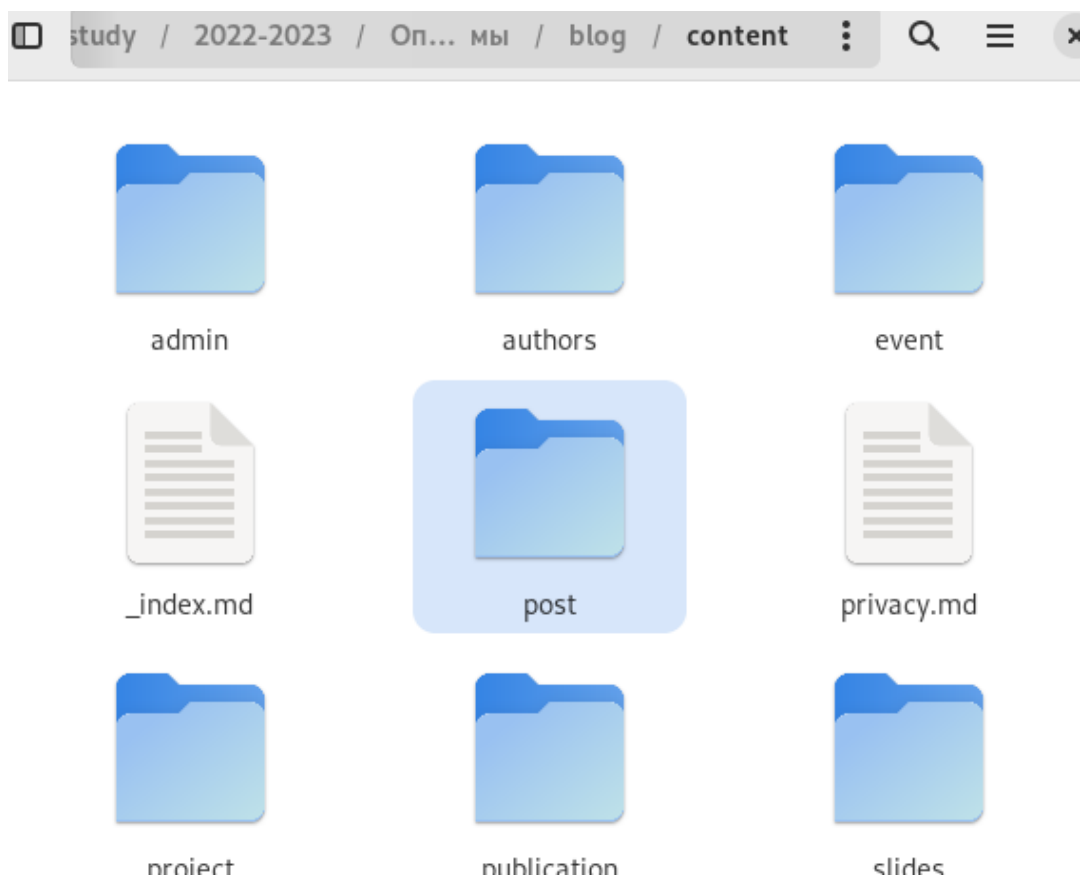 study / 2022-2023 / Оп… мы / blog / content
admin authors event
_index.md post privacy.md
project publication slides